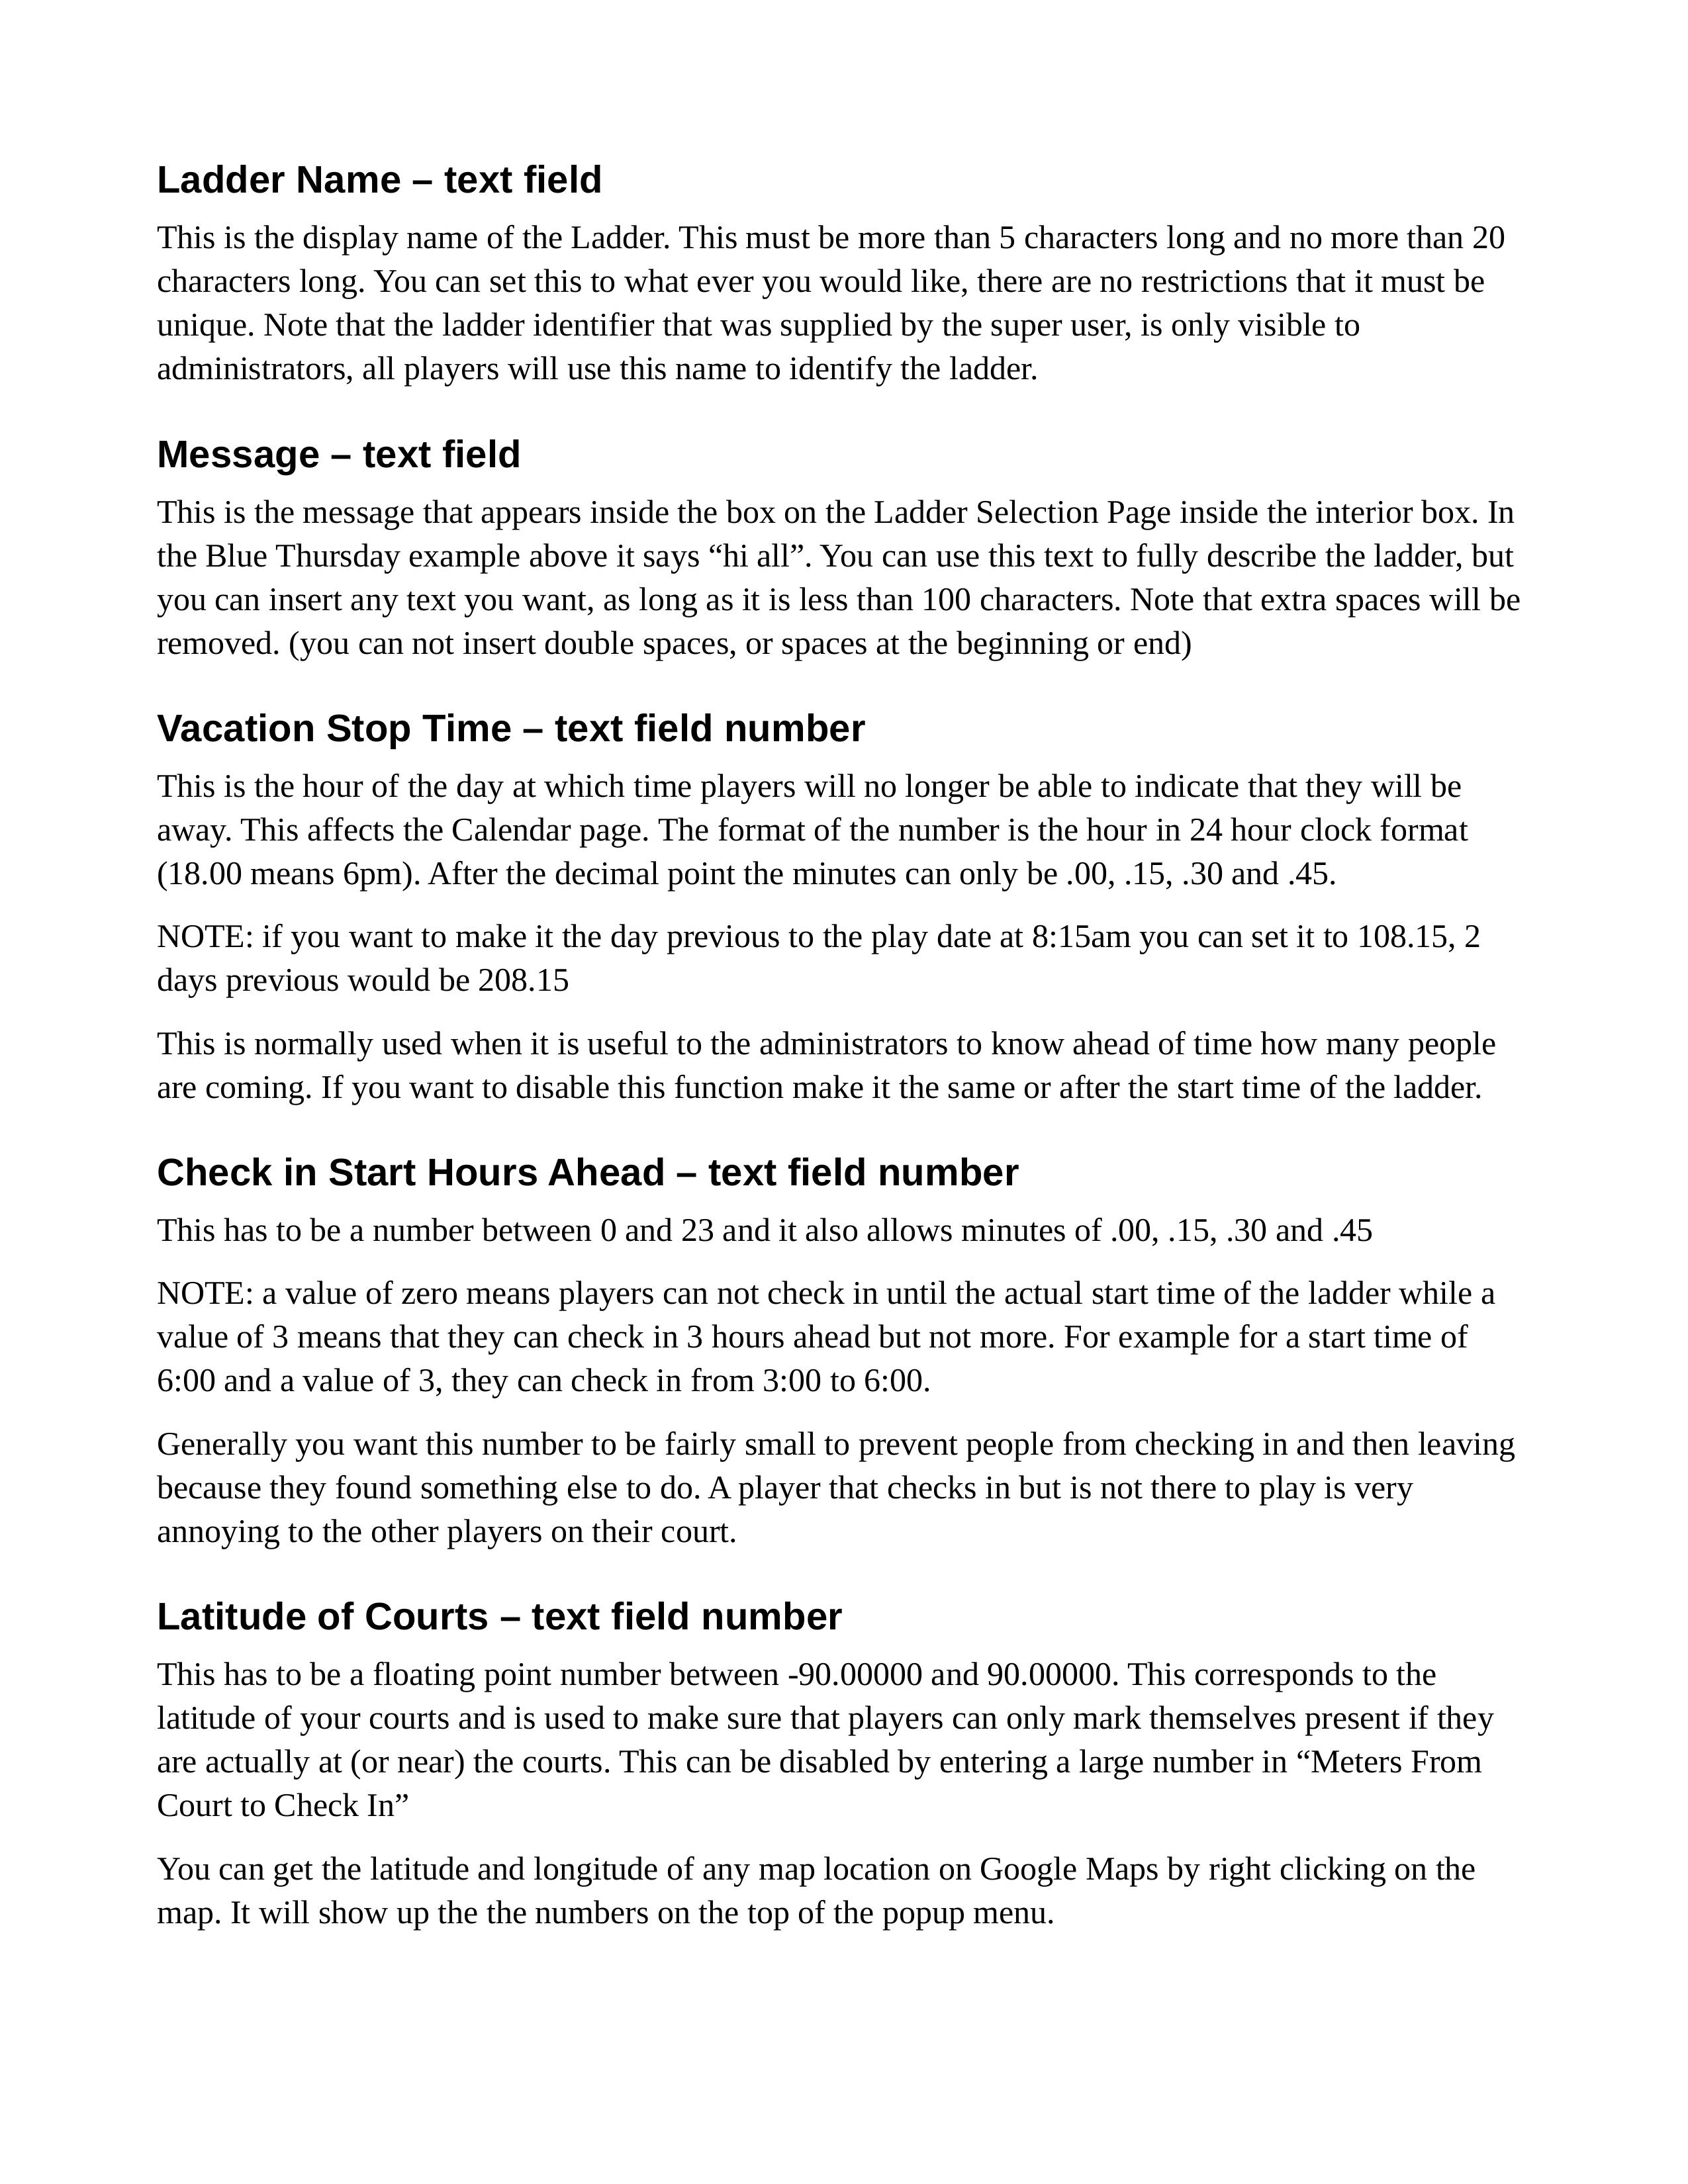 Ladder Name – text field
This is the display name of the Ladder. This must be more than 5 characters long and no more than 20
characters long. You can set this to what ever you would like, there are no restrictions that it must be
unique. Note that the ladder identifier that was supplied by the super user, is only visible to
administrators, all players will use this name to identify the ladder.
Message – text field
This is the message that appears inside the box on the Ladder Selection Page inside the interior box. In
the Blue Thursday example above it says “hi all”. You can use this text to fully describe the ladder, but
you can insert any text you want, as long as it is less than 100 characters. Note that extra spaces will be
removed. (you can not insert double spaces, or spaces at the beginning or end)
Vacation Stop Time – text field number
This is the hour of the day at which time players will no longer be able to indicate that they will be
away. This affects the Calendar page. The format of the number is the hour in 24 hour clock format
(18.00 means 6pm). After the decimal point the minutes can only be .00, .15, .30 and .45.
NOTE: if you want to make it the day previous to the play date at 8:15am you can set it to 108.15, 2
days previous would be 208.15
This is normally used when it is useful to the administrators to know ahead of time how many people
are coming. If you want to disable this function make it the same or after the start time of the ladder.
Check in Start Hours Ahead – text field number
This has to be a number between 0 and 23 and it also allows minutes of .00, .15, .30 and .45
NOTE: a value of zero means players can not check in until the actual start time of the ladder while a
value of 3 means that they can check in 3 hours ahead but not more. For example for a start time of
6:00 and a value of 3, they can check in from 3:00 to 6:00.
Generally you want this number to be fairly small to prevent people from checking in and then leaving
because they found something else to do. A player that checks in but is not there to play is very
annoying to the other players on their court.
Latitude of Courts – text field number
This has to be a floating point number between -90.00000 and 90.00000. This corresponds to the
latitude of your courts and is used to make sure that players can only mark themselves present if they
are actually at (or near) the courts. This can be disabled by entering a large number in “Meters From
Court to Check In”
You can get the latitude and longitude of any map location on Google Maps by right clicking on the
map. It will show up the the numbers on the top of the popup menu.